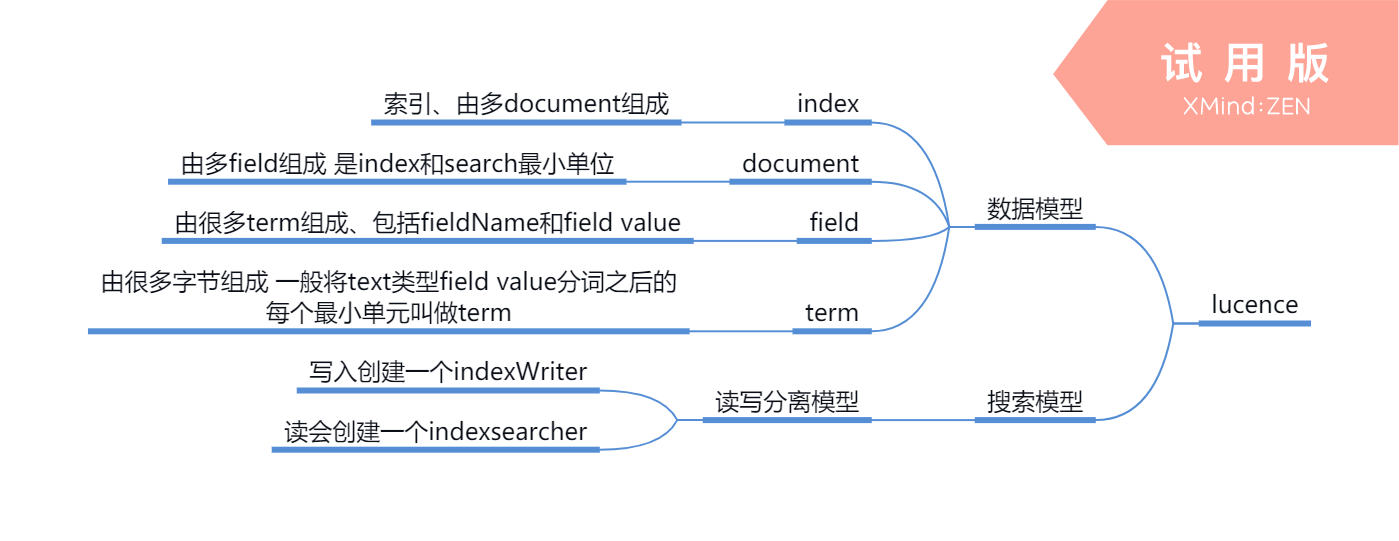 试用版
XMind:ZEN
索引、由多document组成
index
由多field组成 是index和search最小单位
document
数据模型
由很多term组成、包括fieldName和field value
field
由很多字节组成 一般将text类型field value分词之后的
每个最小单元叫做term
term
lucence
写入创建一个indexWriter
读写分离模型
搜索模型
读会创建一个indexsearcher